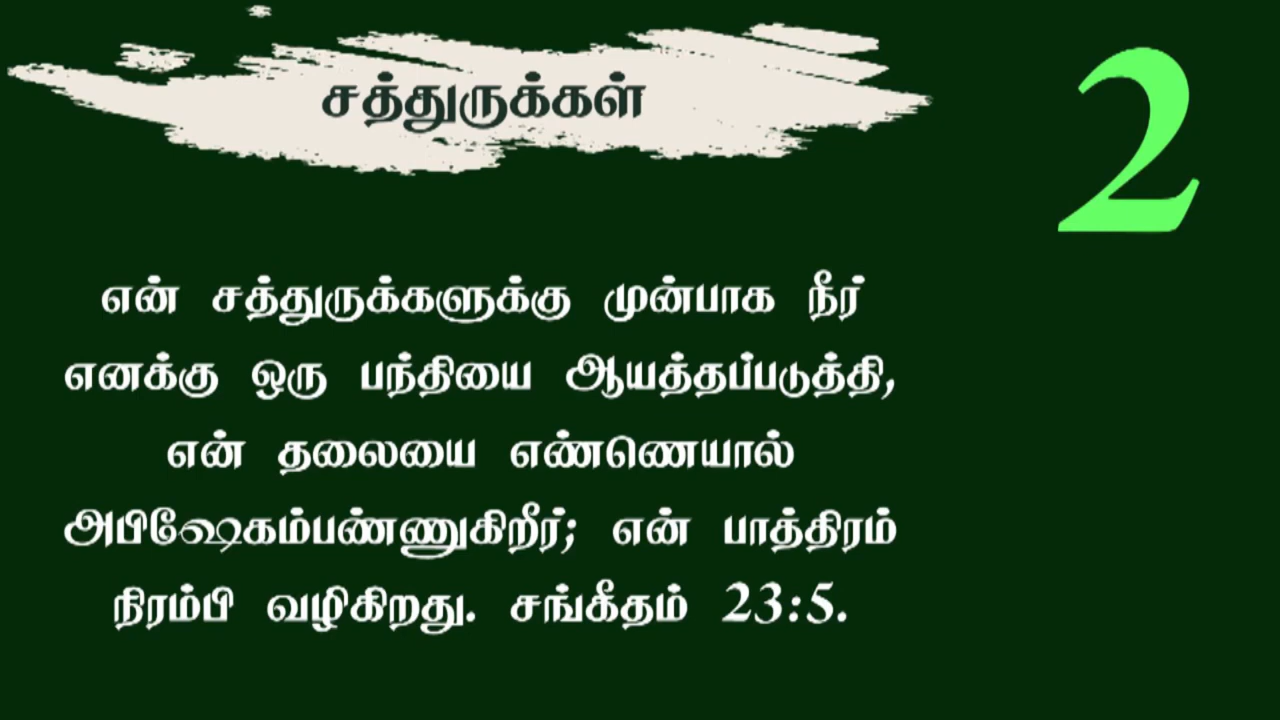 சத்துருக்கள்
2
என் சத்துருக்களுக்கு முன்பாக நீர்
எனக்கு ஒரு பந்தியை ஆயத்தப்படுத்தி,
என் தலையை எண்ணெயால்
அபிஷேகம்பண்ணுகிறீர்; என் பாத்திரம்
நிரம்பி வழிகிறது. சங்கீதம் 23:5.